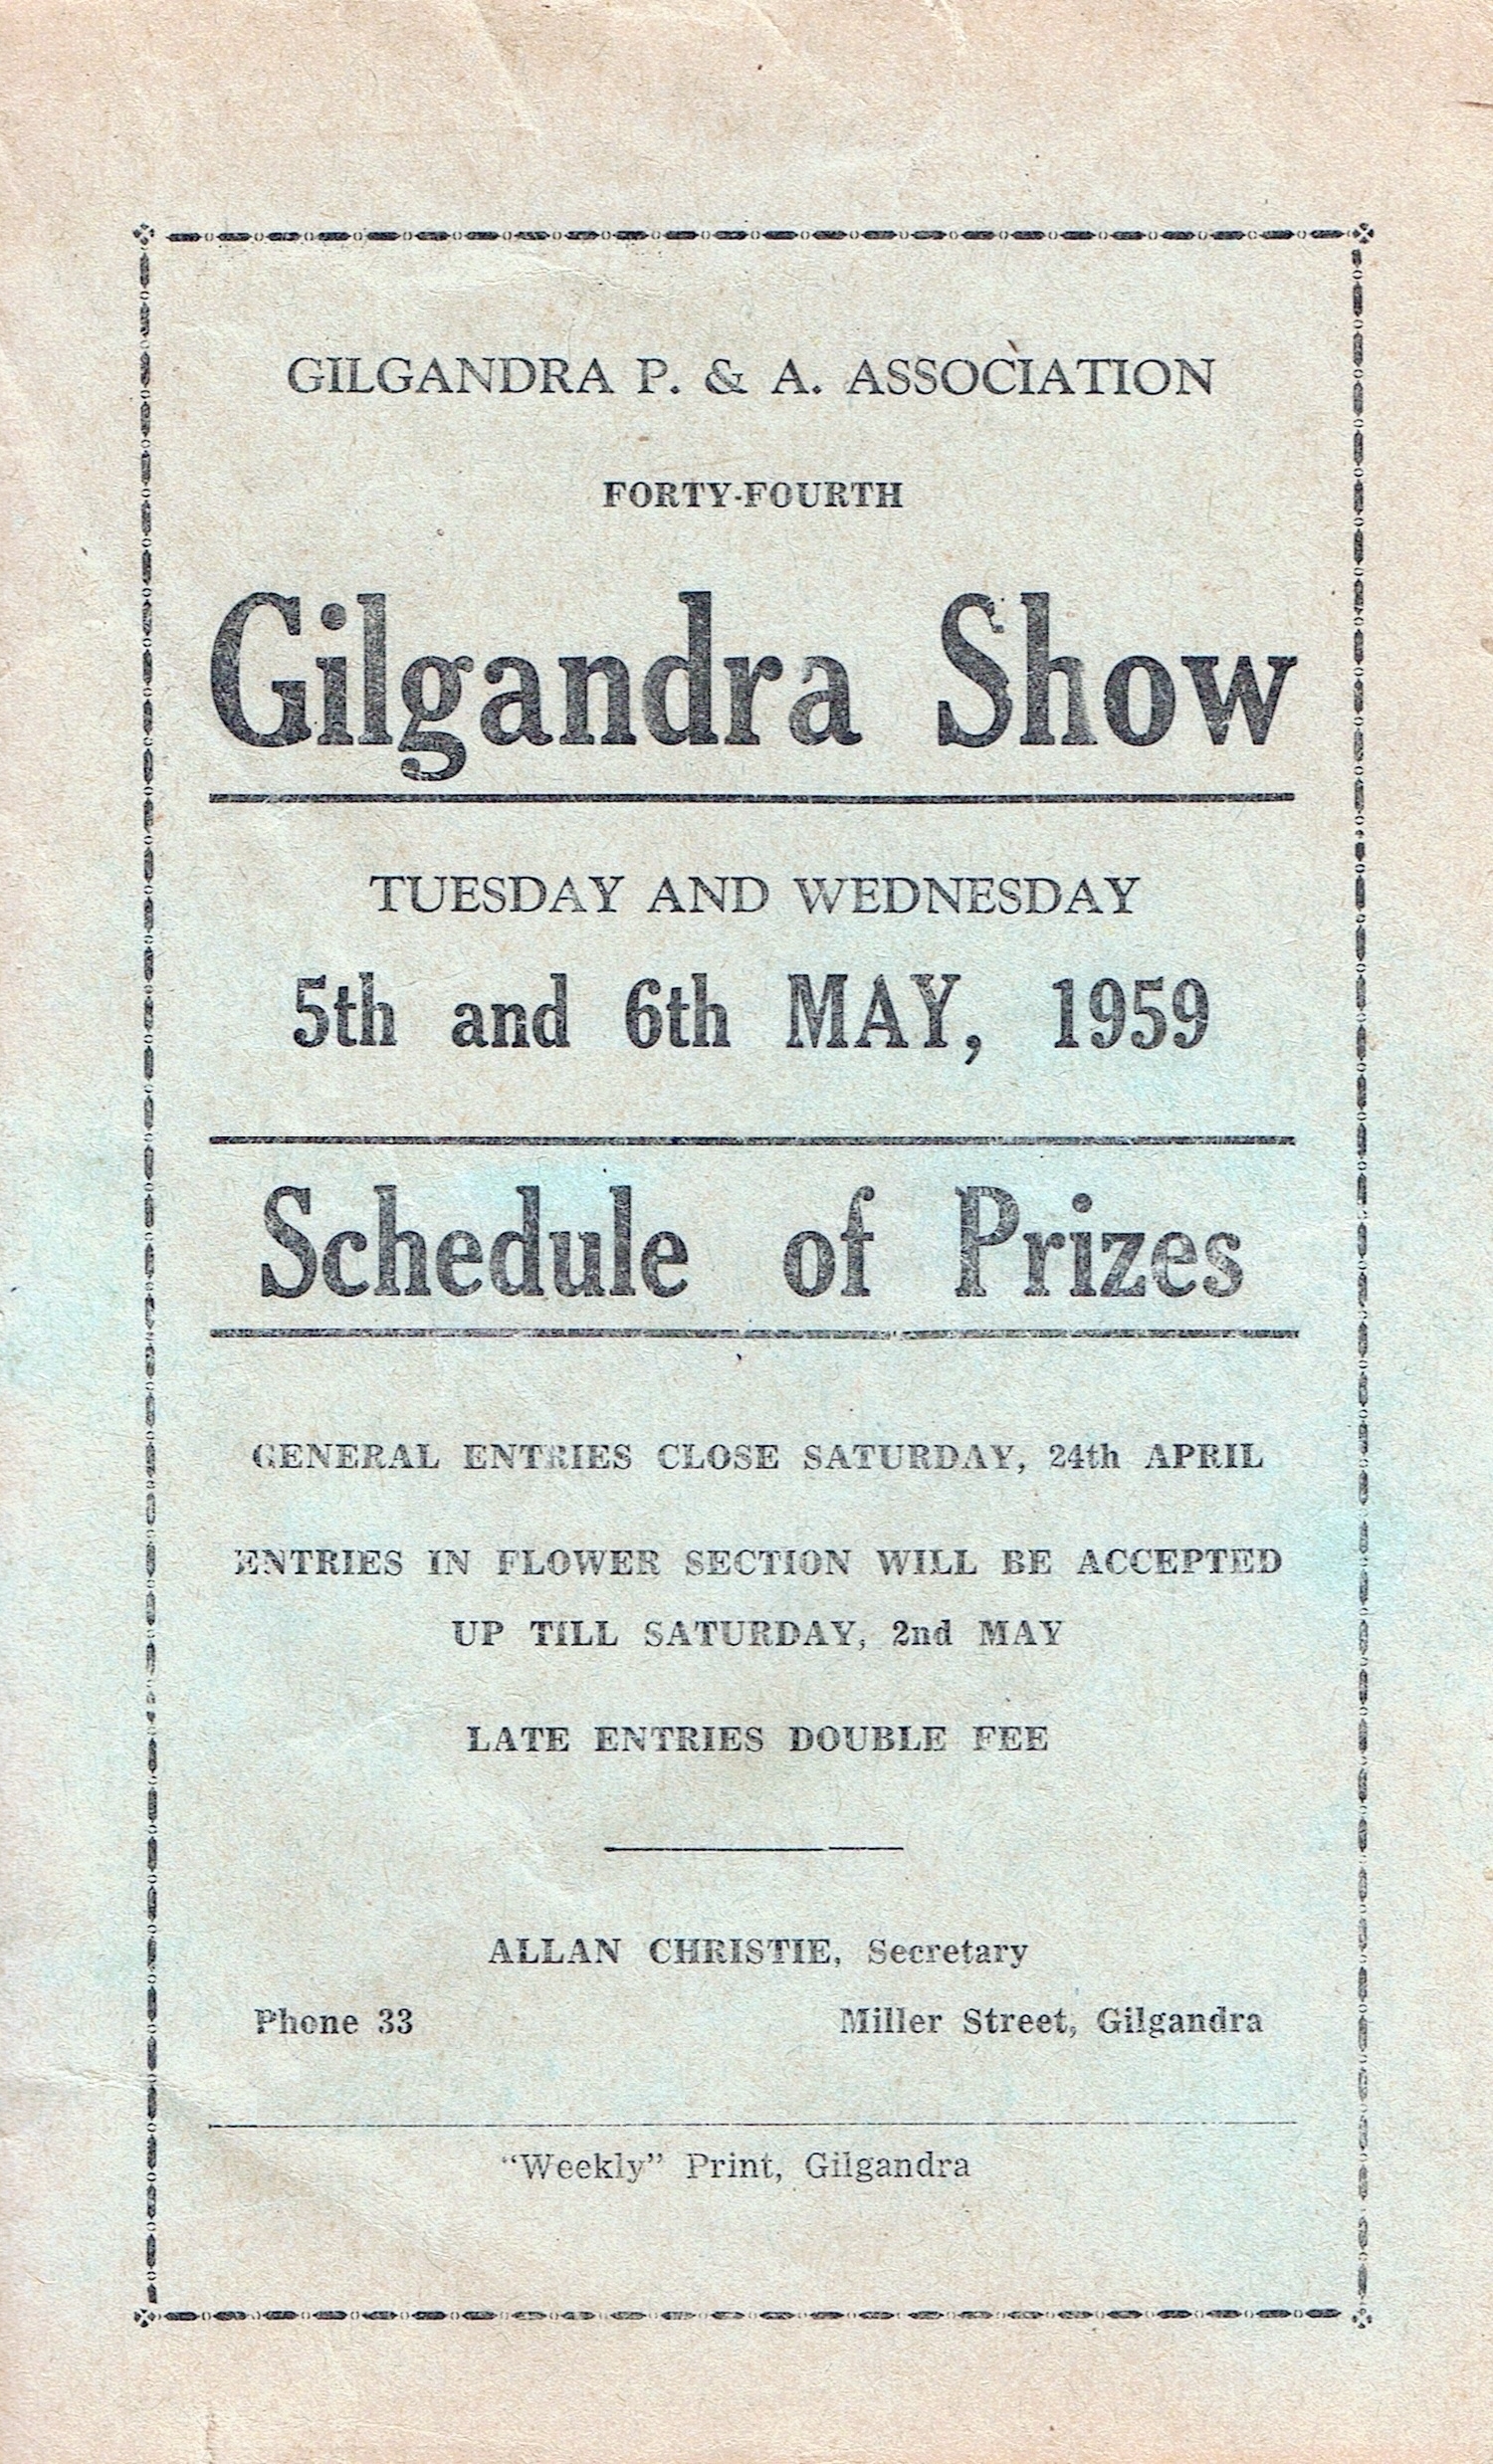 GILGANDRA P. & A. ASSOCIATION
FORTY-FOURTH
Gilgandra Show
TUESDAY AND WEDNESDAY
5th and 6th MAY, 1959
Schedule of Prizes
GENERAL ENTRIES CLOSE SATURDAY, 24th APRIL
ENTRIES IN FLOWER SECTION WILL BE ACCEPTED
UP TILL SATURDAY, 2nd MAY
LATE ENTRIES DOUBLE FEE
ALLAN CHRISTIE, Secretary
Phone 33 Miller Street, Gilgandra
"Weekly" Print, Gilgandra